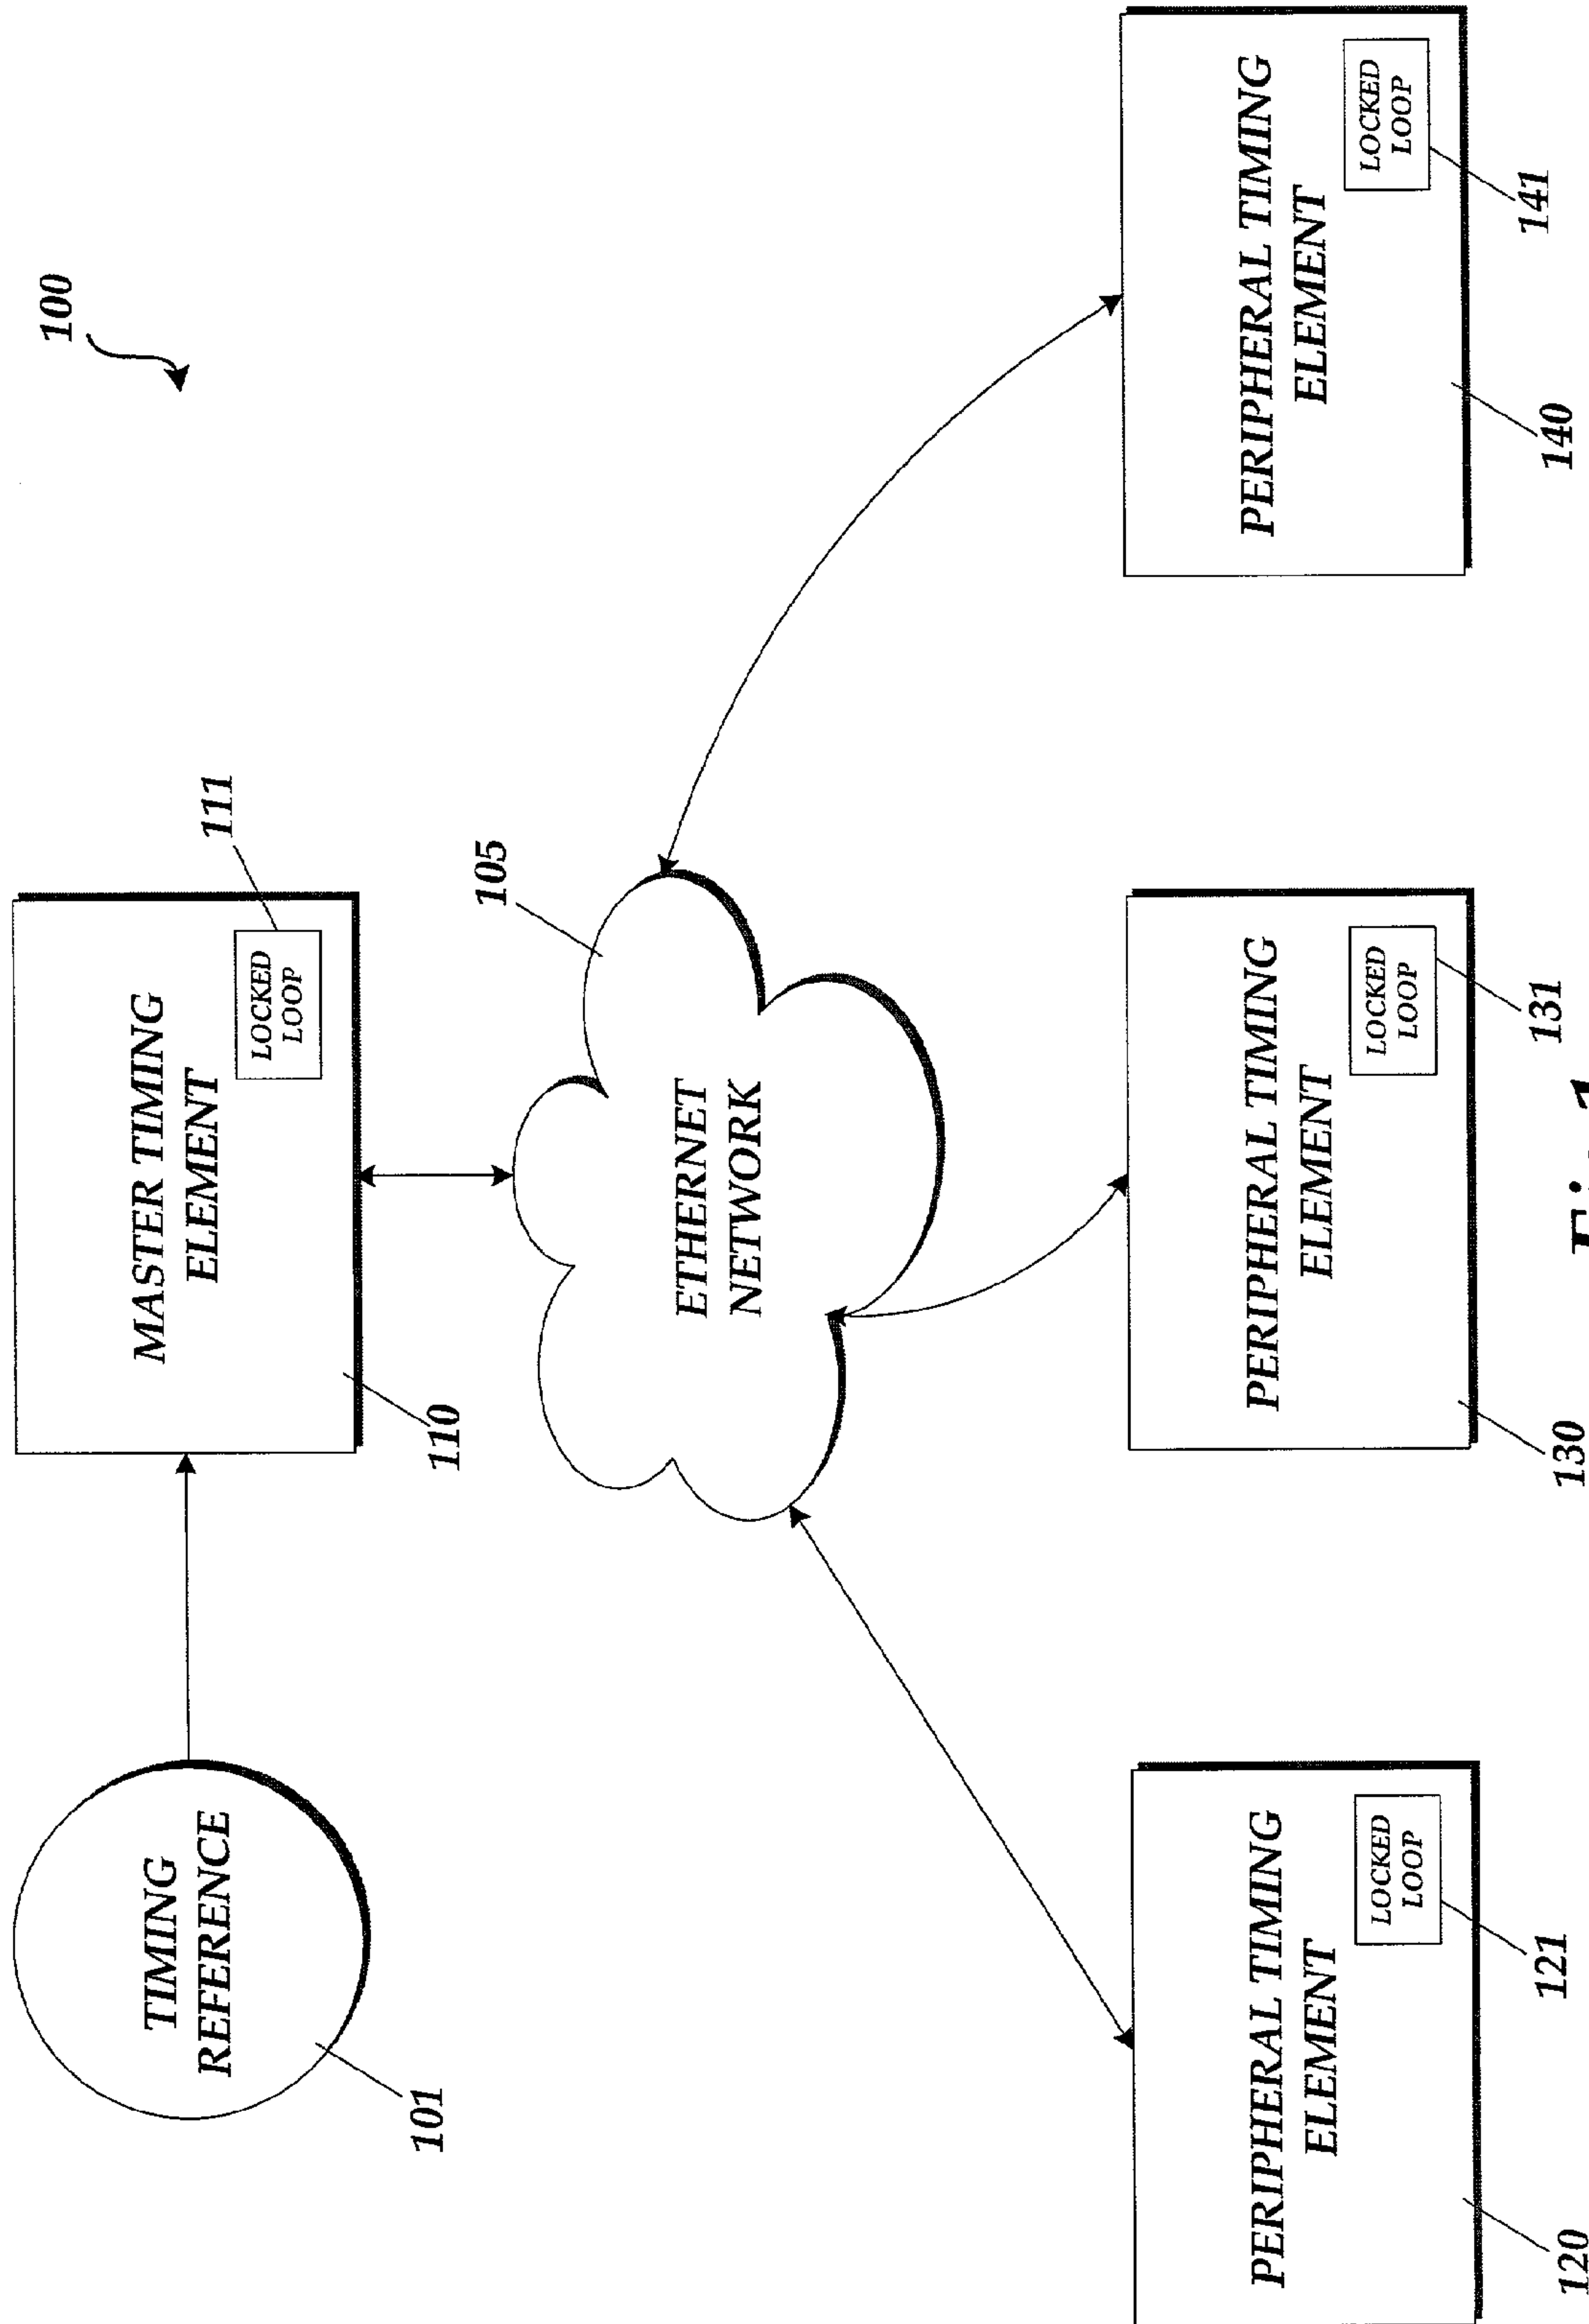 100
TIMING
REFERENCE
101
MASTER TIMING
ELEMENT
LOCKED
LOOP
110
111
105
ETHERNET
NETWORK
PERIPHERAL TIMING
ELEMENT
LOCKED
LOOP
120
121
PERIPHERAL TIMING
ELEMENT
LOCKED
LOOP
130
131
PERIPHERAL TIMING
ELEMENT
LOCKED
LOOP
140
141